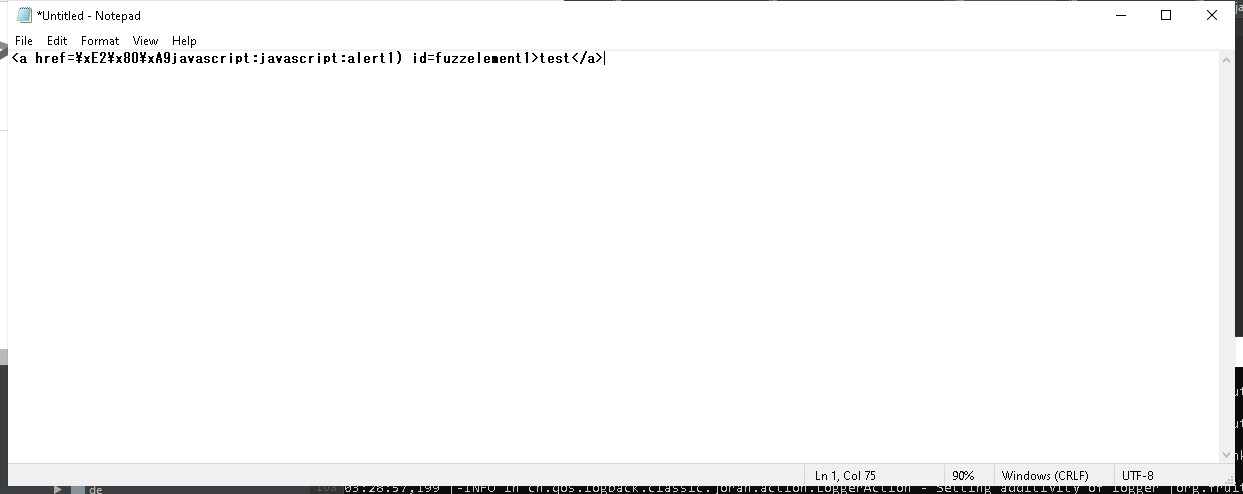 *Untitled - Notepad
File Edit Format View Help
<a href=¥xE2¥x80¥xA9javascript:javascript:alert1) id=fuzzelement1>test</a>
Ln 1, Col 75 90% Windows (CRLF) UTF-8
de
03:28:57,199 |-INFO in ch.qos.logback.classic.joran.action.LoggerAction - Setting additivity of logger